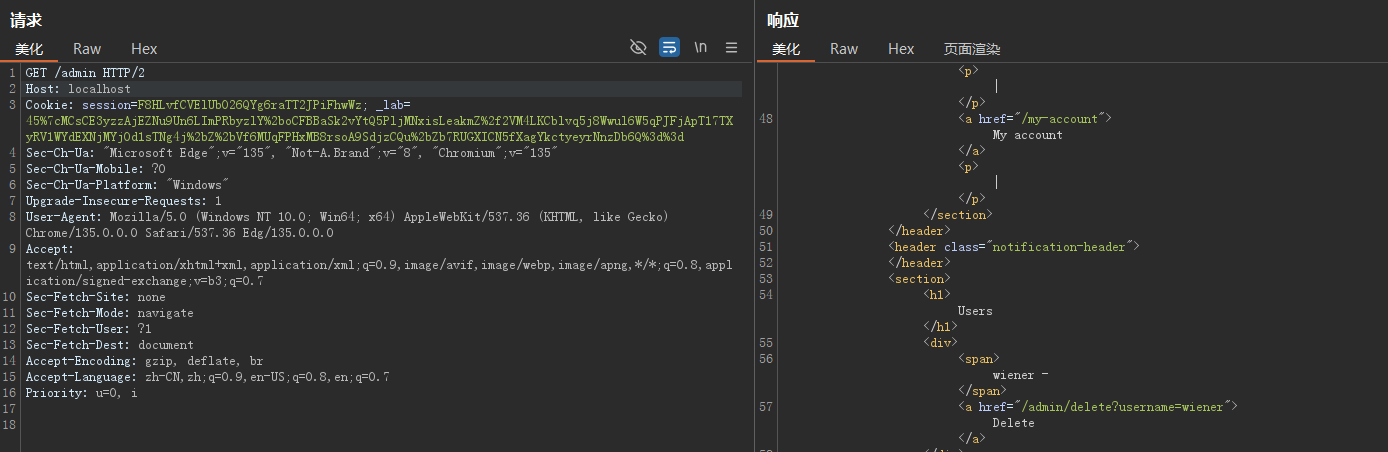 请求
美化 Raw Hex
\n
1 GET /admin HTTP/2
2 Host: localhost
3 Cookie: session=F8HLvfCVElUbO26QYg6raTT2JPiFhwWz; _lab=
45%7cMCsCE3yzzAjEZNu9Un6LImPRbyzlY%2boCFBBaSk2vYtQ5PljMNxisLeakmZ%2f2VM4LKCblvq5j8Wwul6W5qPJFjApT17TX
yRV1WYdEXNjMYjOd1sTNg4j%2bZ%2bVf6MUqFPHxMB8rsoA9SdjzCQu%2bZb7RUGXICN5fXagYkctyeyrNnzDb6Q%3d%3d
4 Sec-Ch-Ua: "Microsoft Edge";v="135", "Not-A.Brand";v="8", "Chromium";v="135"
5 Sec-Ch-Ua-Mobile: ?0
6 Sec-Ch-Ua-Platform: "Windows"
7 Upgrade-Insecure-Requests: 1
8 User-Agent: Mozilla/5.0 (Windows NT 10.0; Win64; x64) AppleWebKit/537.36 (KHTML, like Gecko)
Chrome/135.0.0.0 Safari/537.36 Edg/135.0.0.0
9 Accept:
text/html,application/xhtml+xml,application/xml;q=0.9,image/avif,image/webp,image/apng,*/*;q=0.8,appl
ication/signed-exchange;v=b3;q=0.7
10 Sec-Fetch-Site: none
11 Sec-Fetch-Mode: navigate
12 Sec-Fetch-User: ?1
13 Sec-Fetch-Dest: document
14 Accept-Encoding: gzip, deflate, br
15 Accept-Language: zh-CN,zh;q=0.9,en-US;q=0.8,en;q=0.7
16 Priority: u=0, i
17
18
响应
美化 Raw Hex 页面渲染
<p>
|
</p>
48 <a href="/my-account">
My account
</a>
<p>
|
</p>
49 </section>
50 </header>
51 <header class="notification-header">
52 </header>
53 <section>
54 <h1>
Users
</h1>
55 <div>
56 <span>
wiener -
</span>
57 <a href="/admin/delete?username=wiener">
Delete
</a>